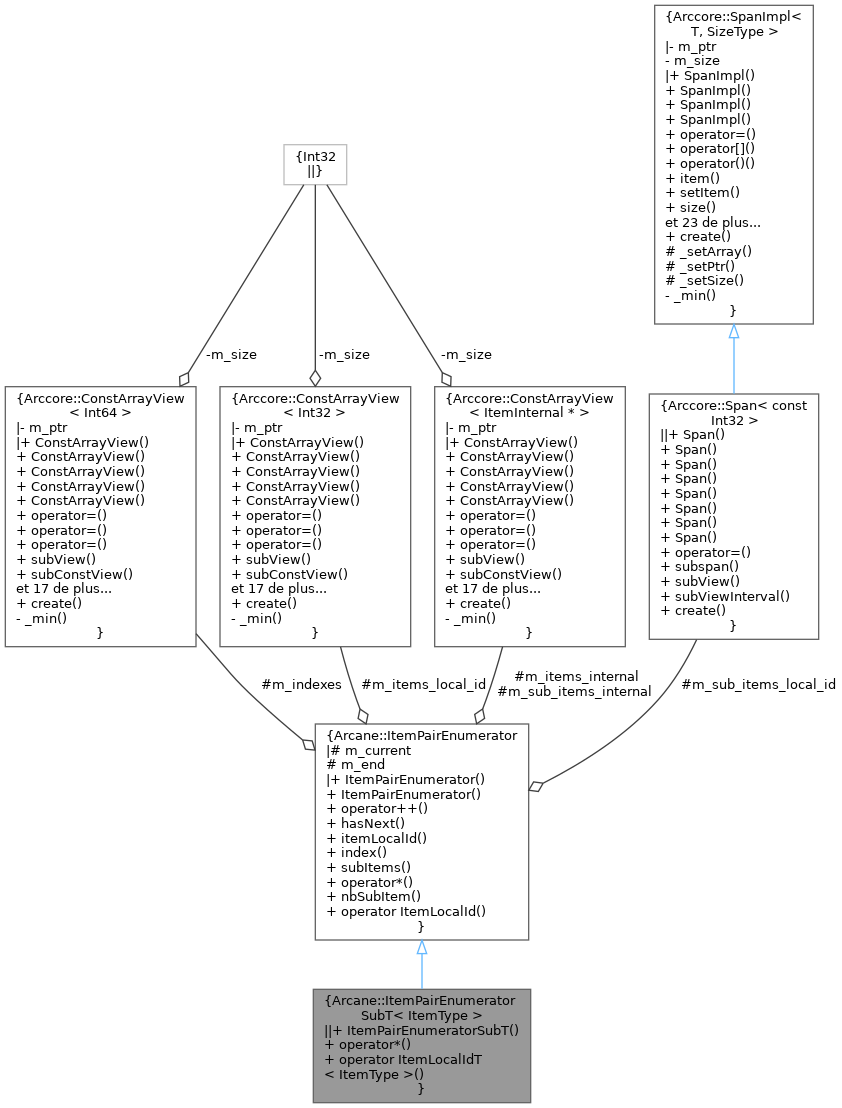 {Arccore::SpanImpl<
T, SizeType >
|- m_ptr
- m_size
|+ SpanImpl()
+ SpanImpl()
+ SpanImpl()
+ SpanImpl()
+ operator=()
+ operator[]()
+ operator()()
+ item()
+ setItem()
+ size()
et 23 de plus...
+ create()
# _setArray()
# _setPtr()
# _setSize()
- _min()
}
{Int32
||}
-m_size
-m_size
-m_size
{Arccore::ConstArrayView
< Int64 >
|- m_ptr
|+ ConstArrayView()
+ ConstArrayView()
+ ConstArrayView()
+ ConstArrayView()
+ ConstArrayView()
+ operator=()
+ operator=()
+ operator=()
+ subView()
+ subConstView()
et 17 de plus...
+ create()
- _min()
}
{Arccore::ConstArrayView
< Int32 >
|- m_ptr
|+ ConstArrayView()
+ ConstArrayView()
+ ConstArrayView()
+ ConstArrayView()
+ ConstArrayView()
+ operator=()
+ operator=()
+ operator=()
+ subView()
+ subConstView()
et 17 de plus...
+ create()
- _min()
}
{Arccore::ConstArrayView
< ItemInternal * >
|- m_ptr
|+ ConstArrayView()
+ ConstArrayView()
+ ConstArrayView()
+ ConstArrayView()
+ ConstArrayView()
+ operator=()
+ operator=()
+ operator=()
+ subView()
+ subConstView()
et 17 de plus...
+ create()
- _min()
}
{Arccore::Span< const
Int32 >
||+ Span()
+ Span()
+ Span()
+ Span()
+ Span()
+ Span()
+ Span()
+ Span()
+ operator=()
+ subspan()
+ subView()
+ subViewInterval()
+ create()
}
#m_indexes
#m_items_local_id
#m_items_internal
#m_sub_items_internal
#m_sub_items_local_id
{Arcane::ItemPairEnumerator
|# m_current
# m_end
|+ ItemPairEnumerator()
+ ItemPairEnumerator()
+ operator++()
+ hasNext()
+ itemLocalId()
+ index()
+ subItems()
+ operator*()
+ nbSubItem()
+ operator ItemLocalId()
}
{Arcane::ItemPairEnumerator
SubT< ItemType >
||+ ItemPairEnumeratorSubT()
+ operator*()
+ operator ItemLocalIdT
< ItemType >()
}